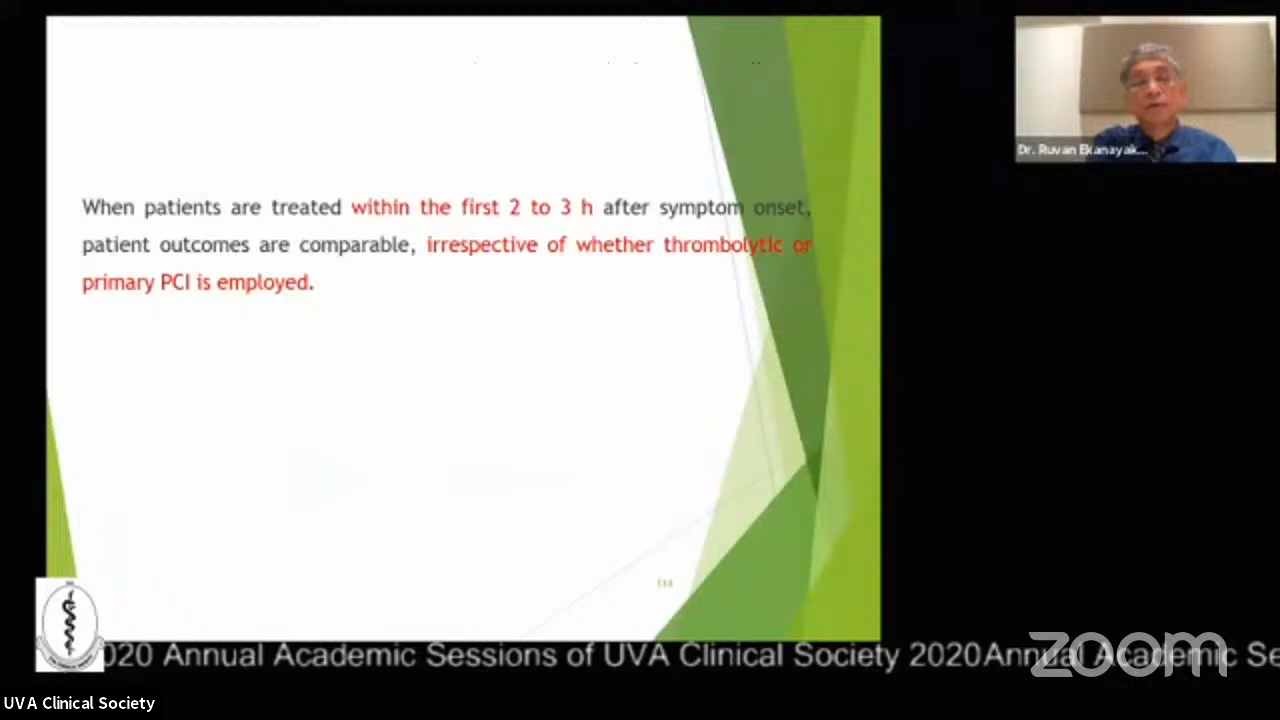 Dr. Ruvan Ekanayak...
When patients are treated within the first 2 to 3 h after symptom onset,
patient outcomes are comparable, irrespective of whether thrombolytic or
primary PCI is employed.
020 Annual Academic Sessions of UVA Clinical Society 2020Annual Academic Se
zoom
UVA Clinical Society